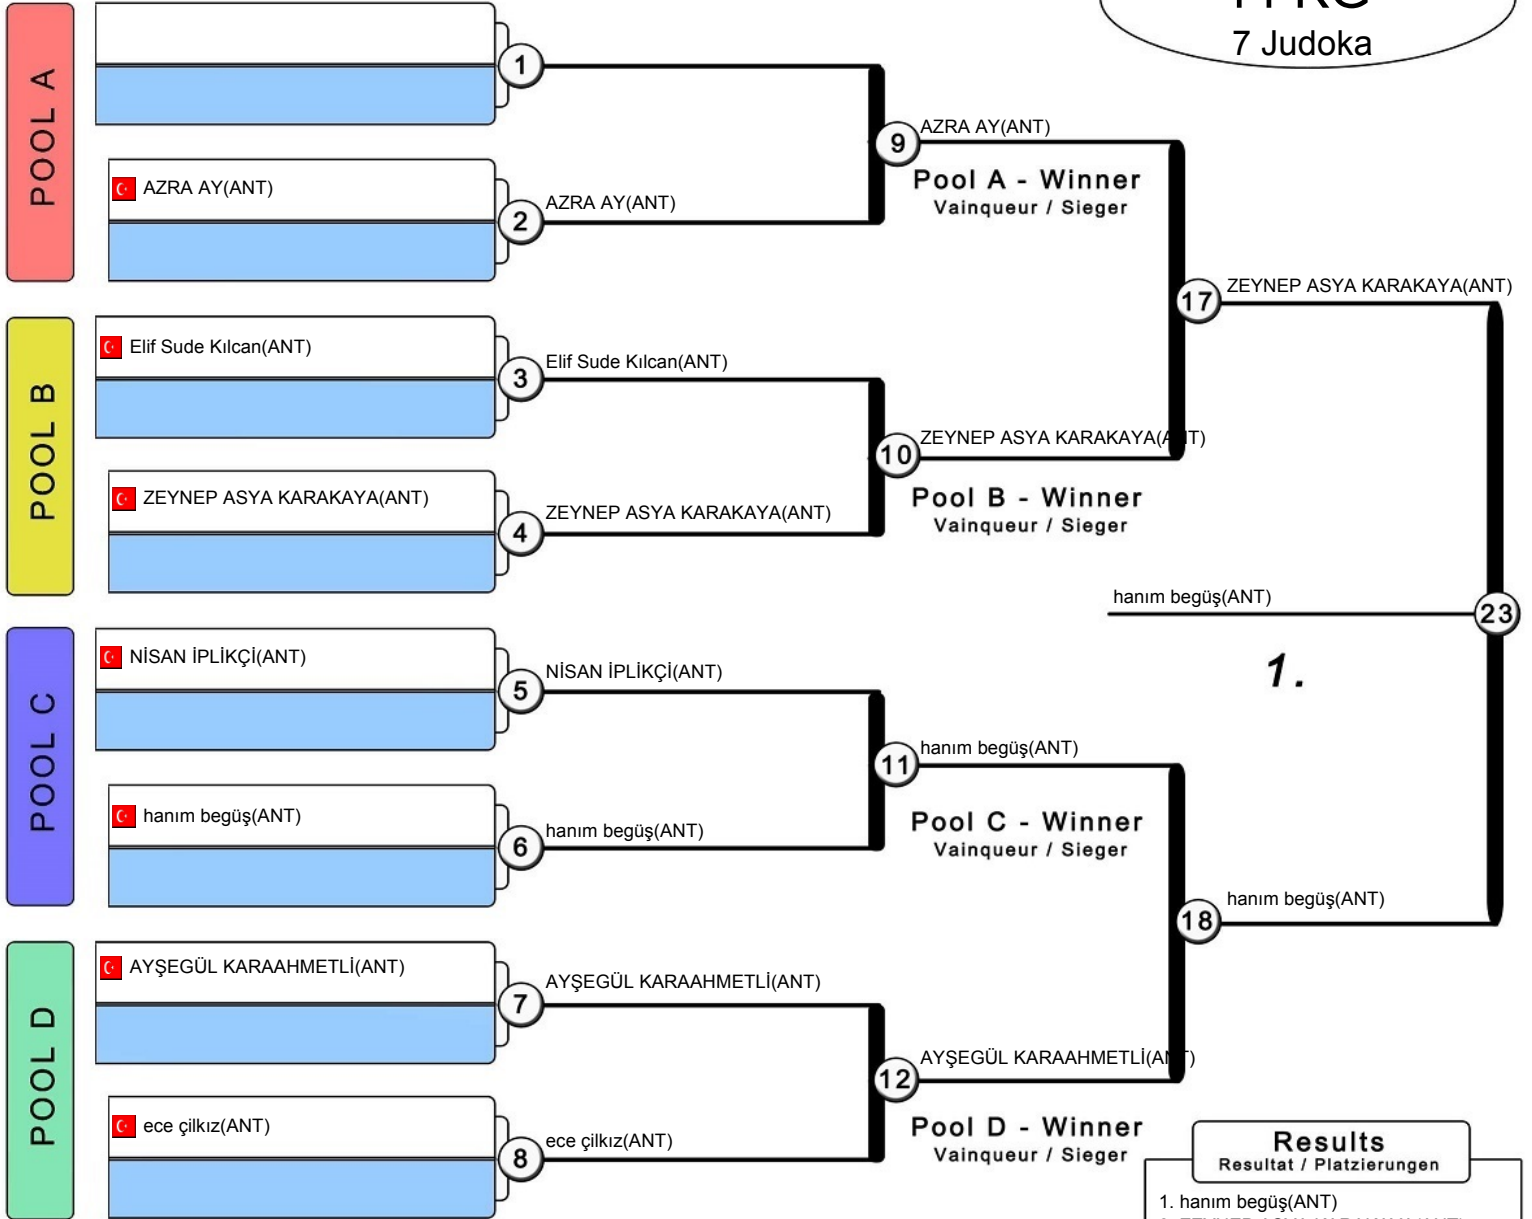 KG
7 Judoka
POOL A
1
AZRA AY(ANT)
2
AZRA AY(ANT)
9
AZRA AY(ANT)
Pool A - Winner
Vainqueur / Sieger
POOL B
Elif Sude Kılcan(ANT)
3
Elif Sude Kılcan(ANT)
ZEYNEP ASYA KARAKAYA(ANT)
4
ZEYNEP ASYA KARAKAYA(ANT)
10
ZEYNEP ASYA KARAKAYA(ANT)
Pool B - Winner
Vainqueur / Sieger
17
ZEYNEP ASYA KARAKAYA(ANT)
POOL C
NİSAN İPLİKÇİ(ANT)
5
NİSAN İPLİKÇİ(ANT)
hanım begüş(ANT)
6
hanım begüş(ANT)
11
hanım begüş(ANT)
Pool C - Winner
Vainqueur / Sieger
POOL D
AYŞEGÜL KARAAHMETLİ(ANT)
7
AYŞEGÜL KARAAHMETLİ(ANT)
ece çilkız(ANT)
8
ece çilkız(ANT)
12
AYŞEGÜL KARAAHMETLİ(ANT)
Pool D - Winner
Vainqueur / Sieger
18
hanım begüş(ANT)
hanım begüş(ANT)
23
1.
Results
Resultat / Platzierungen
1. hanım begüş(ANT)